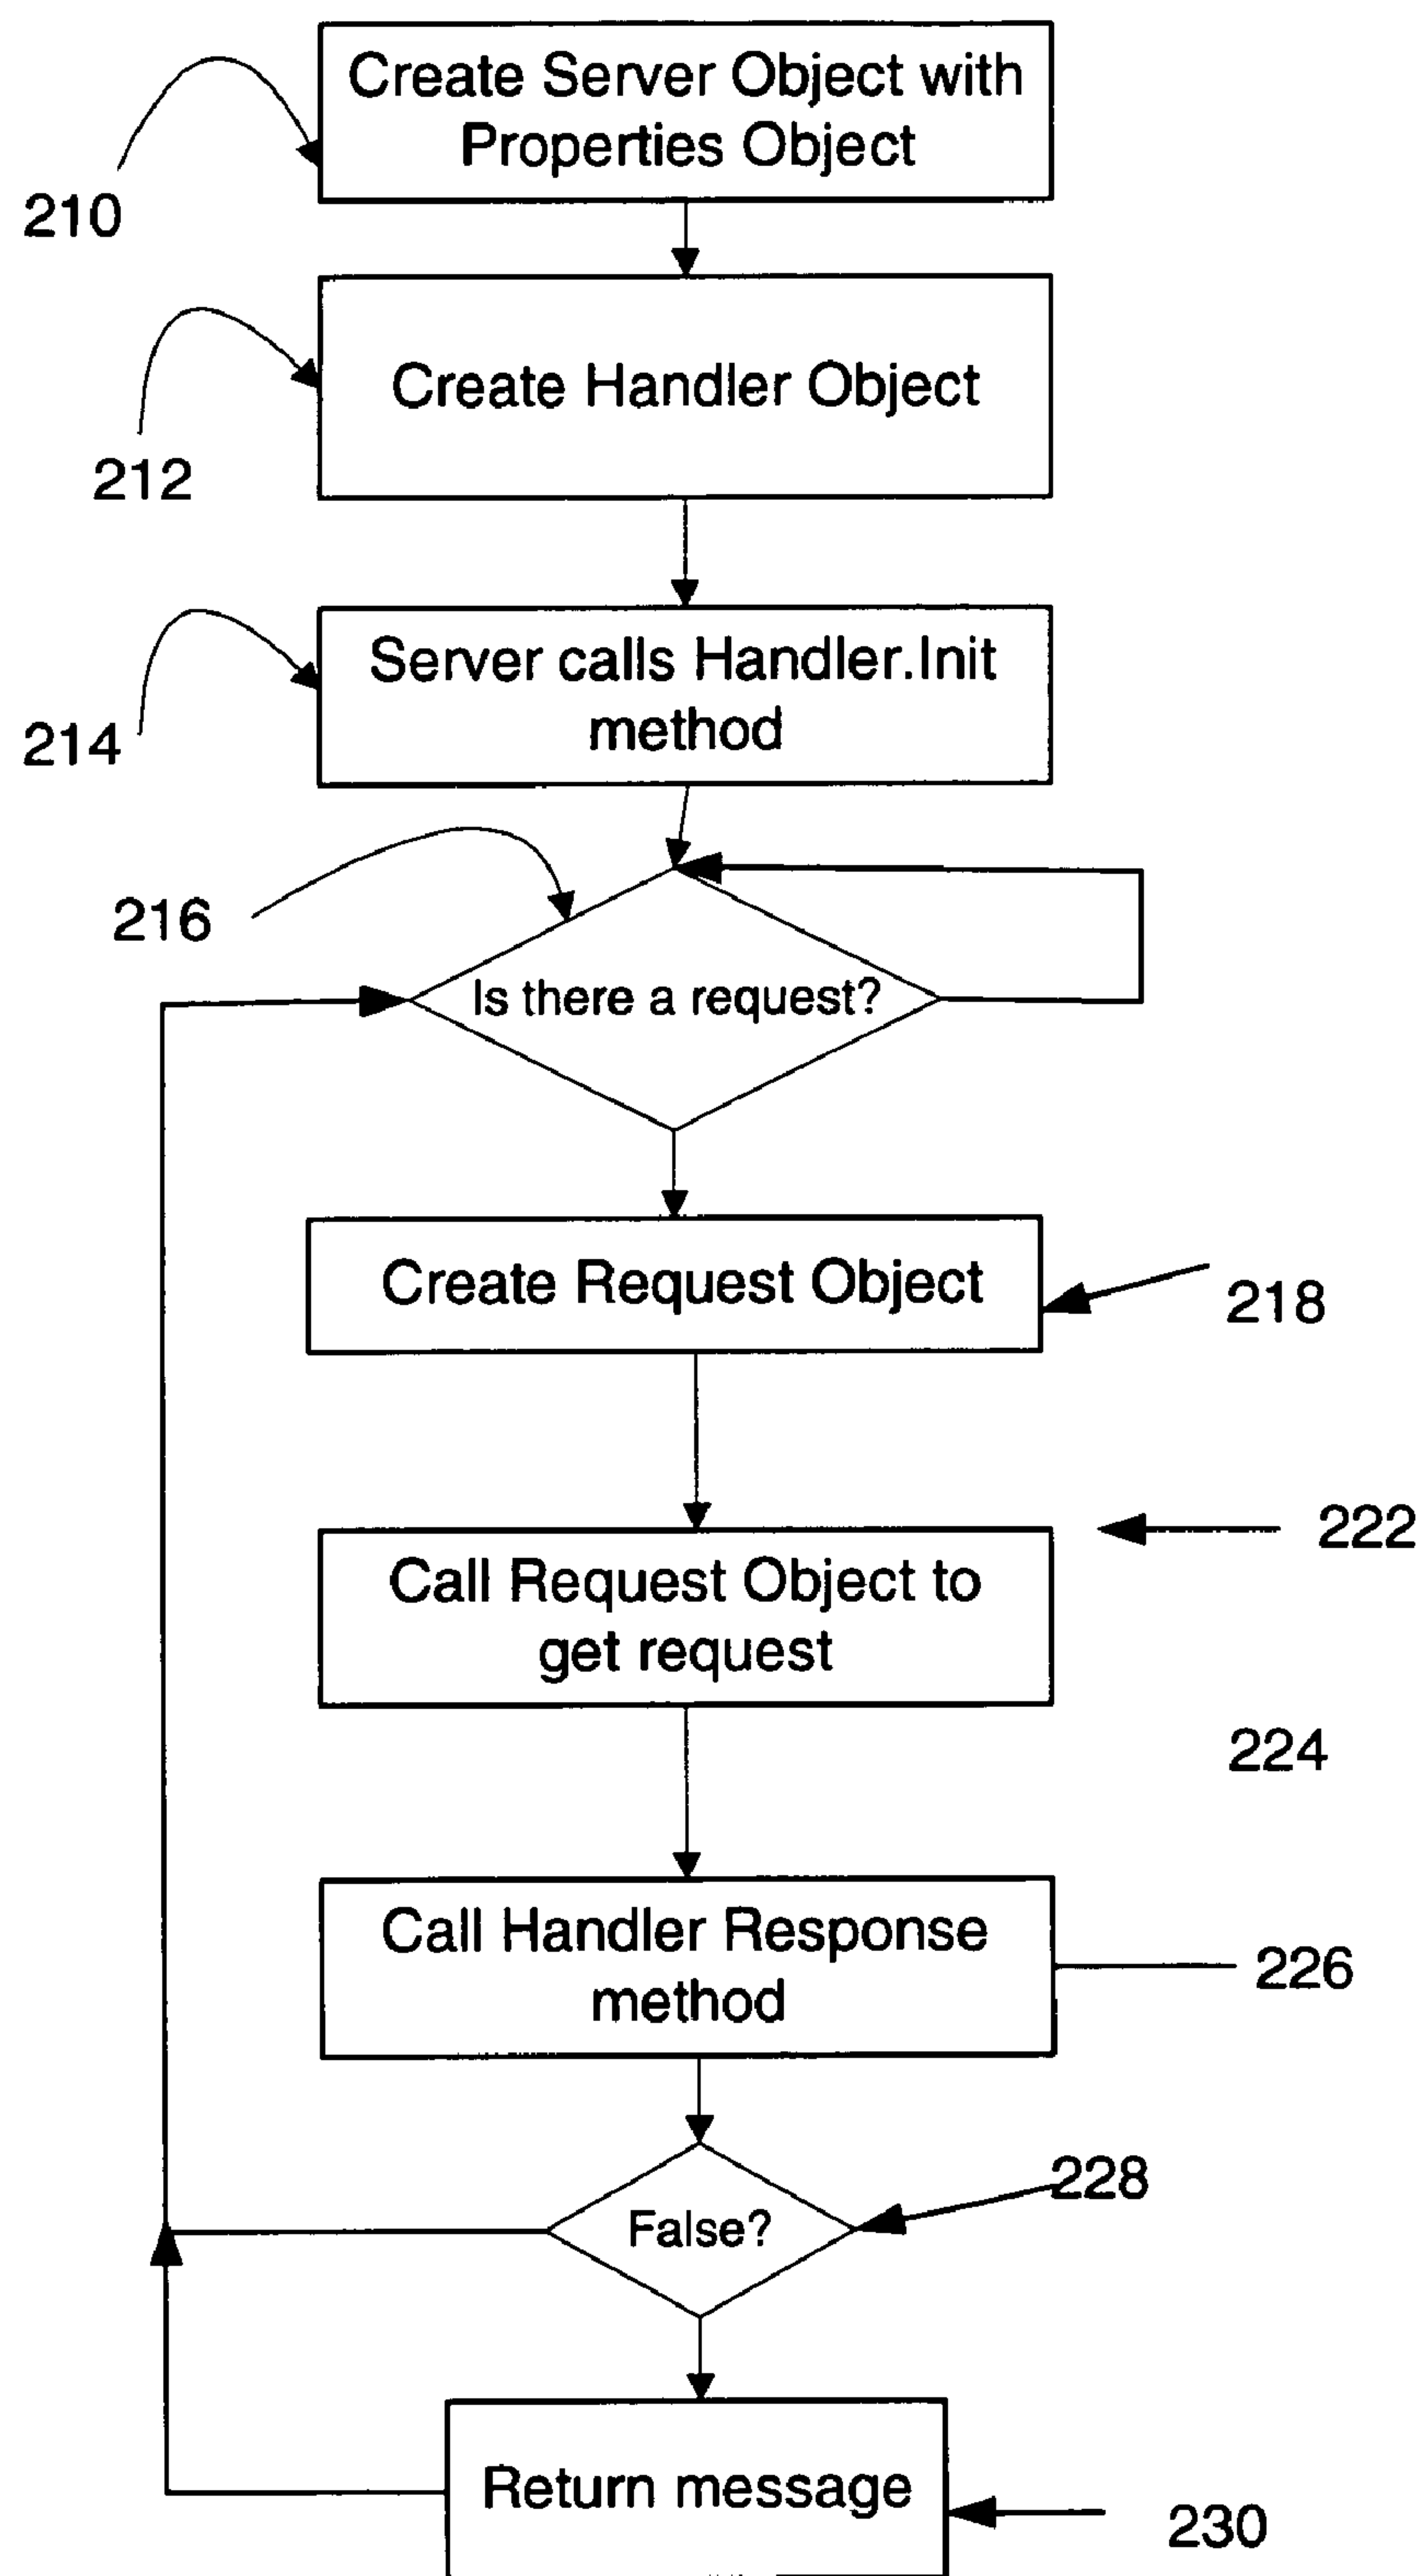 Create Server Object with
Properties Object
210
Create Handler Object
212
Server calls Handler.Init
method
214
216
Is there a request?
Create Request Object
218
222
Call Request Object to
get request
224
Call Handler Response
method
226
228
False?
Return message
230